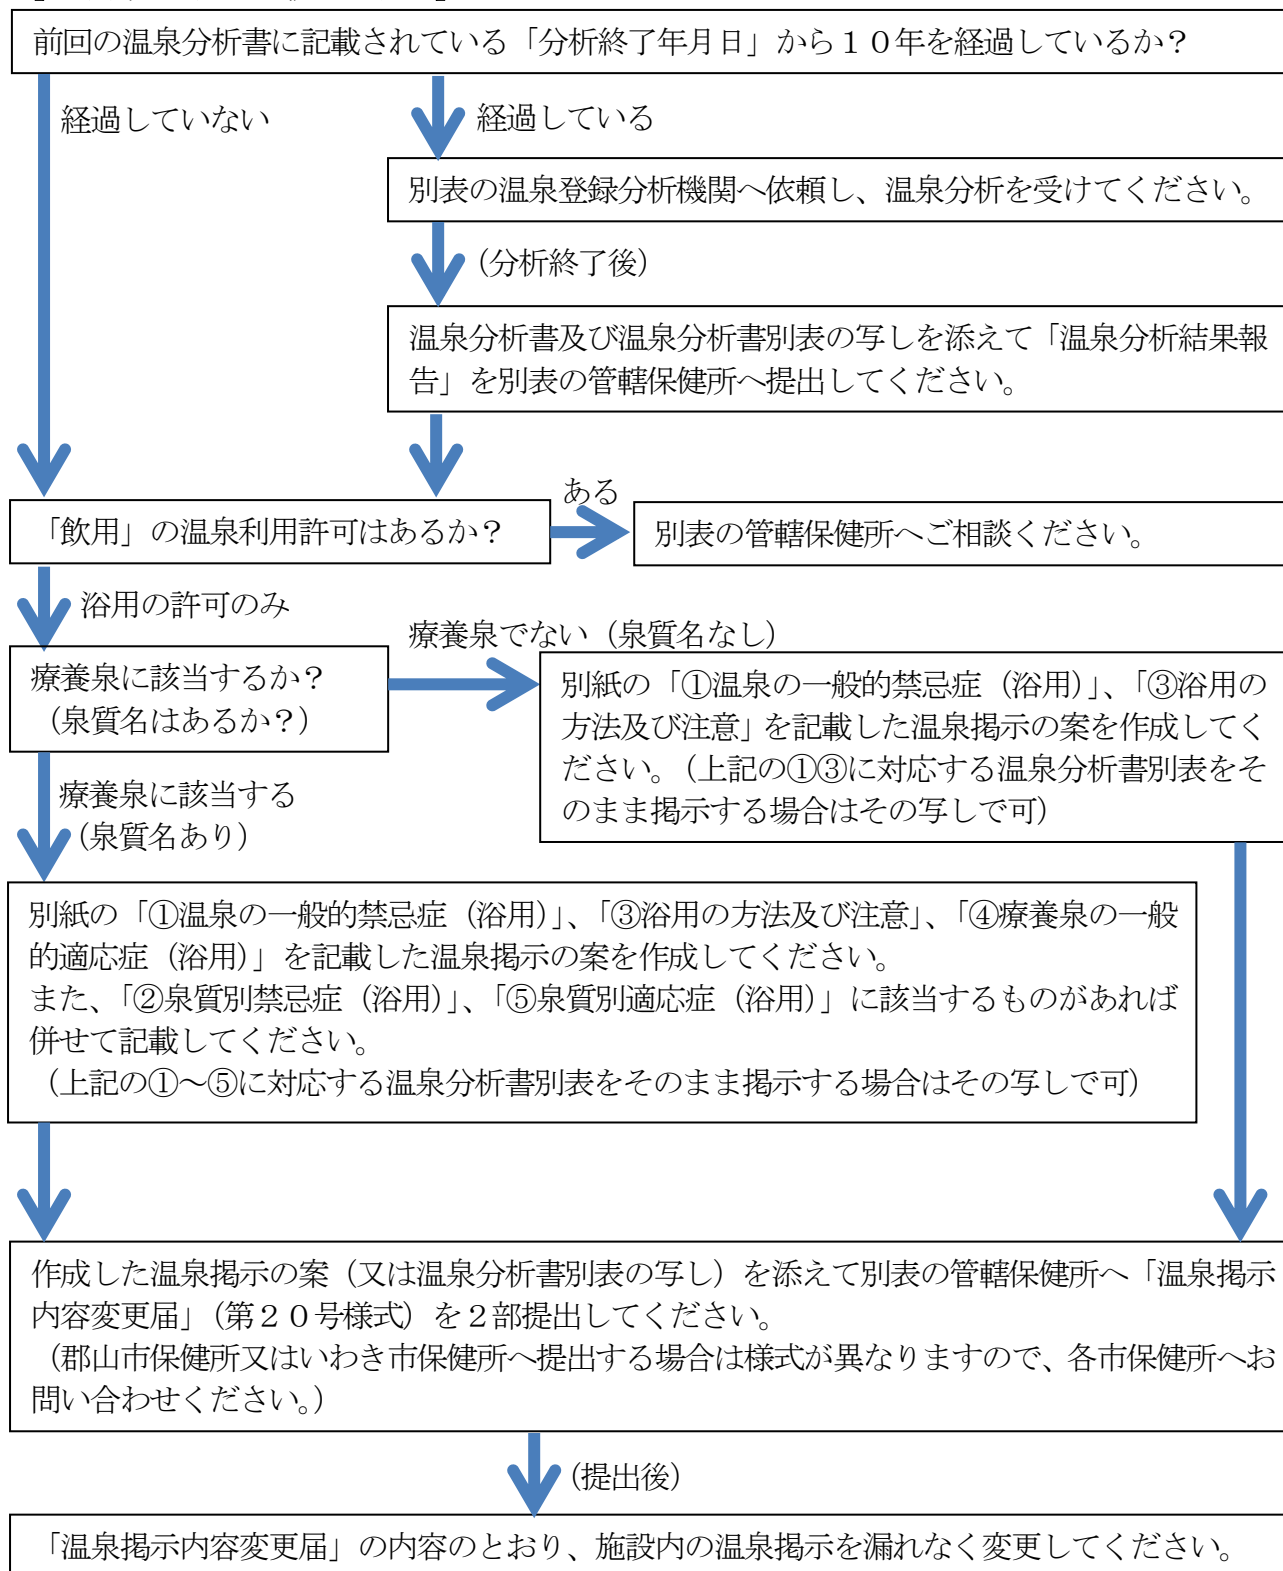 前回の温泉分析書に記載されている「分析終了年月日」から１０年を経過しているか？
経過していない
経過している
別表の温泉登録分析機関へ依頼し、温泉分析を受けてください。
（分析終了後）
温泉分析書及び温泉分析書別表の写しを添えて「温泉分析結果報
告」を別表の管轄保健所へ提出してください。
「飲用」の温泉利用許可はあるか？
ある
別表の管轄保健所へご相談ください。
浴用の許可のみ
療養泉に該当するか？
（泉質名はあるか？）
療養泉でない（泉質名なし）
別紙の「①温泉の一般的禁忌症（浴用）」、「③浴用の
方法及び注意」を記載した温泉掲示の案を作成してく
ださい。（上記の①③に対応する温泉分析書別表をそ
のまま掲示する場合はその写しで可）
療養泉に該当する
（泉質名あり）
別紙の「①温泉の一般的禁忌症（浴用）」、「③浴用の方法及び注意」、「④療養泉の一般
的適応症（浴用）」を記載した温泉掲示の案を作成してください。
また、「②泉質別禁忌症（浴用）」、「⑤泉質別適応症（浴用）」に該当するものがあれば
併せて記載してください。
（上記の①～⑤に対応する温泉分析書別表をそのまま掲示する場合はその写しで可）
作成した温泉掲示の案（又は温泉分析書別表の写し）を添えて別表の管轄保健所へ「温泉掲示
内容変更届」（第２０号様式）を２部提出してください。
（郡山市保健所又はいわき市保健所へ提出する場合は様式が異なりますので、各市保健所へお
問い合わせください。）
（提出後）
「温泉掲示内容変更届」の内容のとおり、施設内の温泉掲示を漏れなく変更してください。